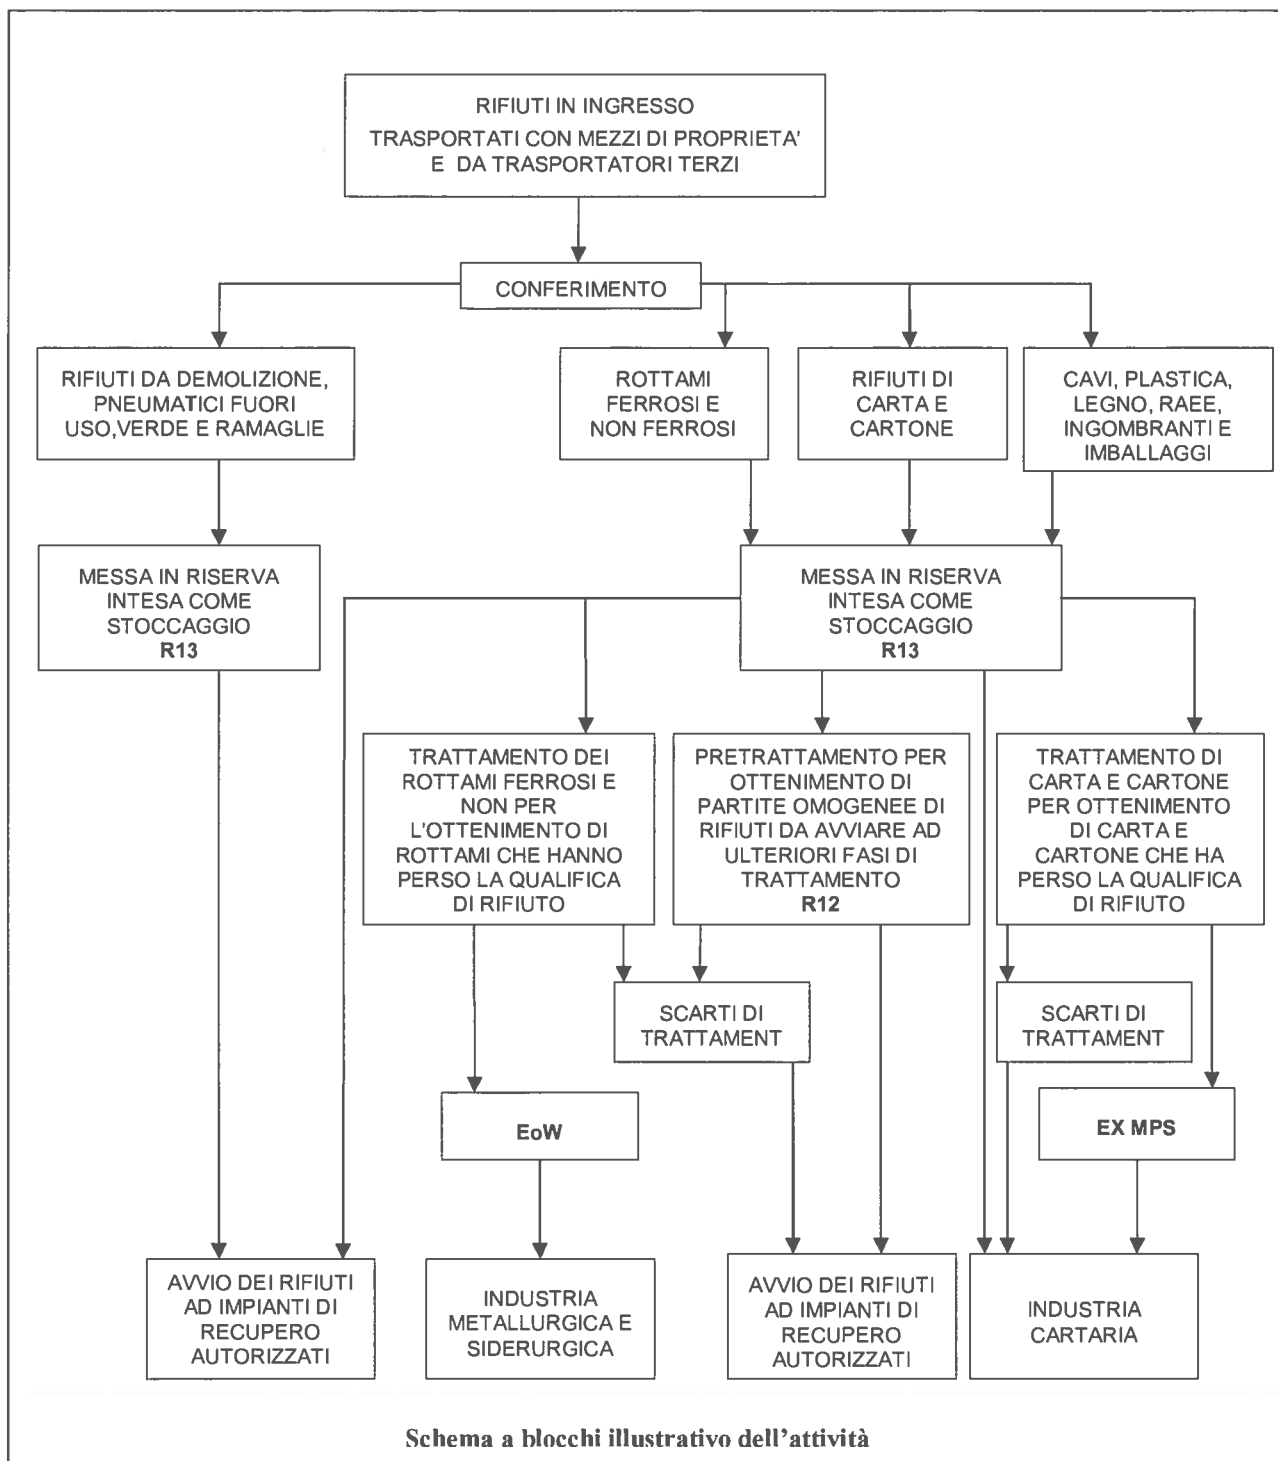 RIFIUTI IN INGRESSO
TRASPORTATI CON MEZZI DI PROPRIETA'
E DA TRASPORTATORI TERZI
CONFERIMENTO
RIFIUTI DA DEMOLIZIONE,
PNEUMATICI FUORI
USO,VERDE E RAMAGLIE
ROTTAMI
FERROSI E
NON FERROSI
RIFIUTI DI
CARTA E
CARTONE
CAVI, PLASTICA,
LEGNO, RAEE,
INGOMBRANTI E
IMBALLAGGI
MESSA IN RISERVA
INTESA COME
STOCCAGGIO
R13
MESSA IN RISERVA
INTESA COME
STOCCAGGIO
R13
TRATTAMENTO DEI
ROTTAMI FERROSI E
NON PER
L'OTTENIMENTO DI
ROTTAMI CHE HANNO
PERSO LA QUALIFICA
DI RIFIUTO
PRETRATTAMENTO PER
OTTENIMENTO DI
PARTITE OMOGENEE DI
RIFIUTI DA AVVIARE AD
ULTERIORI FASI DI
TRATTAMENTO
R12
TRATTAMENTO DI
CARTA E CARTONE
PER OTTENIMENTO
DI CARTA E
CARTONE CHE HA
PERSO LA QUALIFICA
DI RIFIUTO
SCARTI DI
TRATTAMENT
SCARTI DI
TRATTAMENT
EoW
EX MPS
AVVIO DEI RIFIUTI
AD IMPIANTI DI
RECUPERO
AUTORIZZATI
INDUSTRIA
METALLURGICA E
SIDERURGICA
AVVIO DEI RIFIUTI
AD IMPIANTI DI
RECUPERO
AUTORIZZATI
INDUSTRIA
CARTARIA
Schema a blocchi illustrativo dell'attività